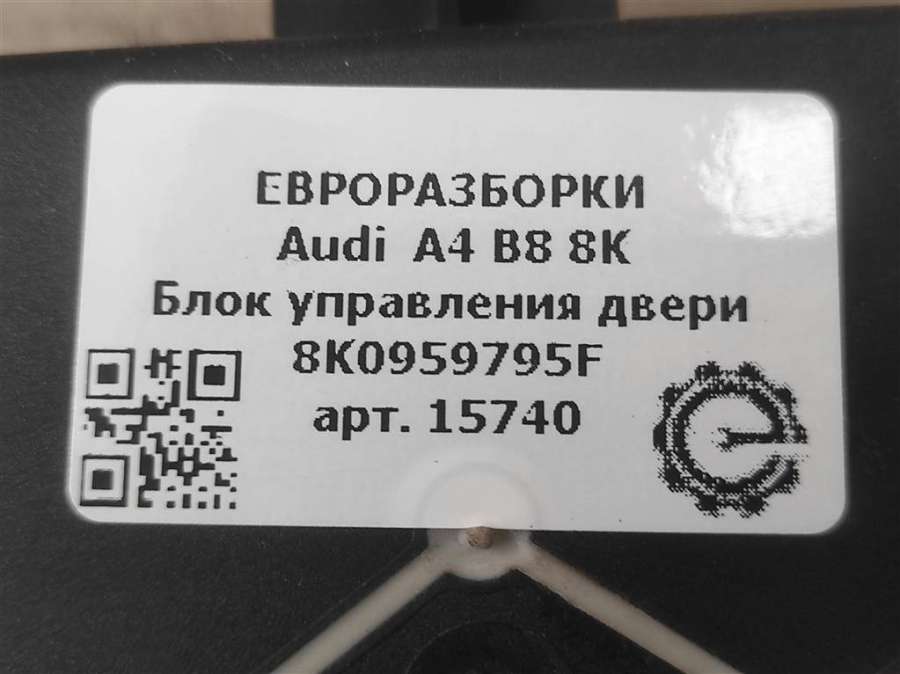 ЕВРОРАЗБОРКИ
Audi A4 B8 8K
Блок управления двери
8K0959795F
арт. 15740